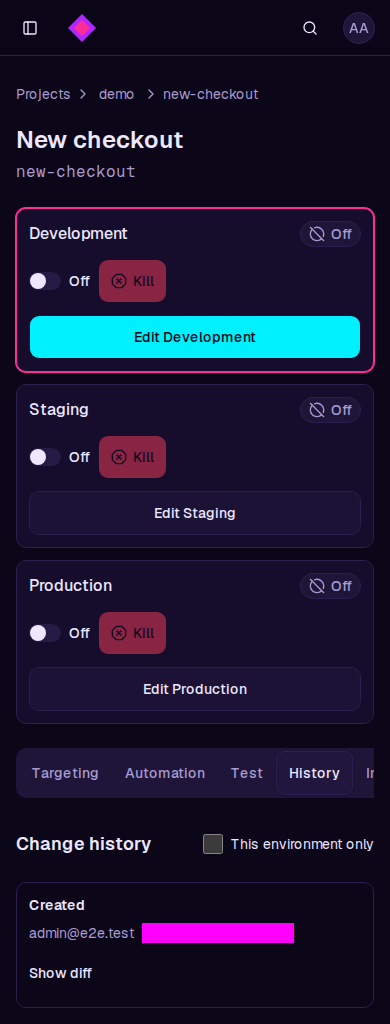 AA
Projects demo new-checkout
New checkout
new-checkout
Development Off
Off Kill
Edit Development
Staging Off
Off Kill
Edit Staging
Production Off
Off Kill
Edit Production
Targeting Automation Test History
Change history This environment only
Created
admin@e2e.test
Show diff